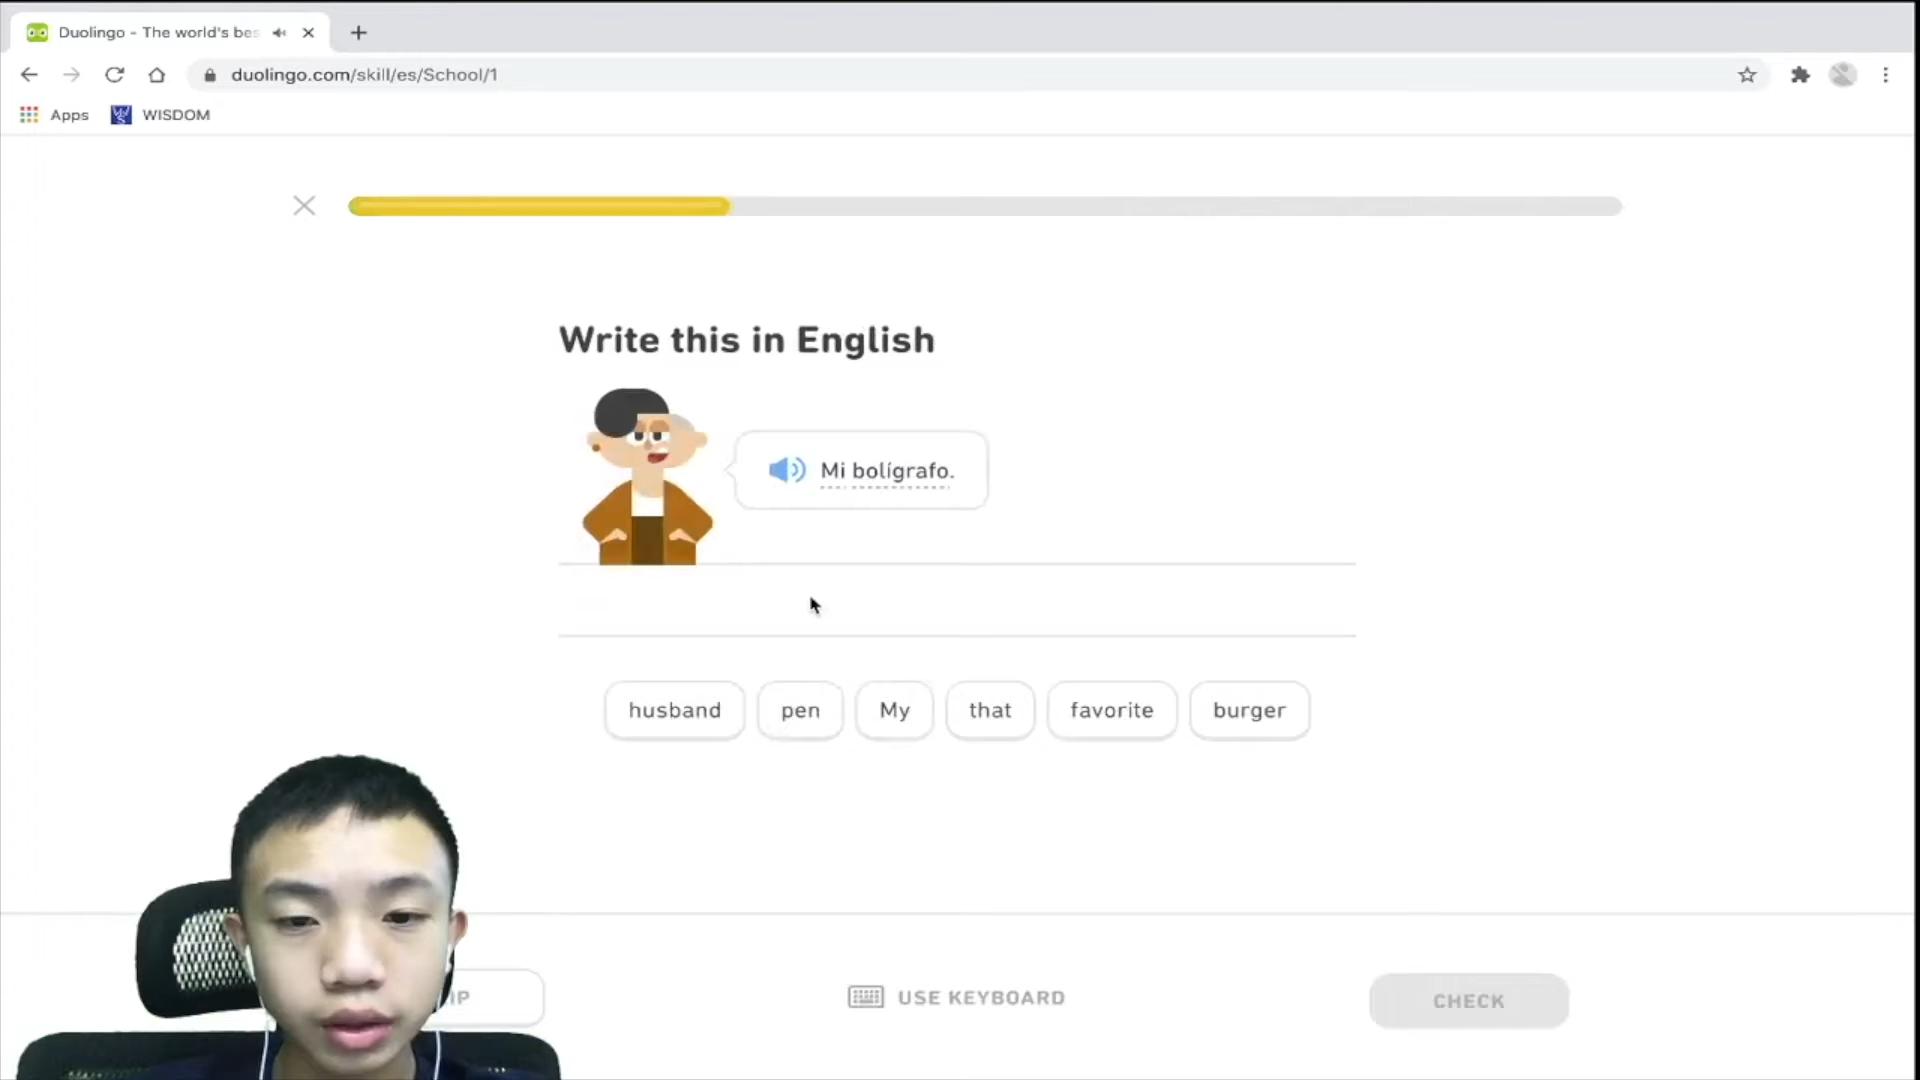 Duolingo - The world's bes
duolingo.com/skill/es/School/1
Apps WISDOM
Write this in English
Mi bolígrafo.
husband pen My that favorite burger
IP USE KEYBOARD CHECK